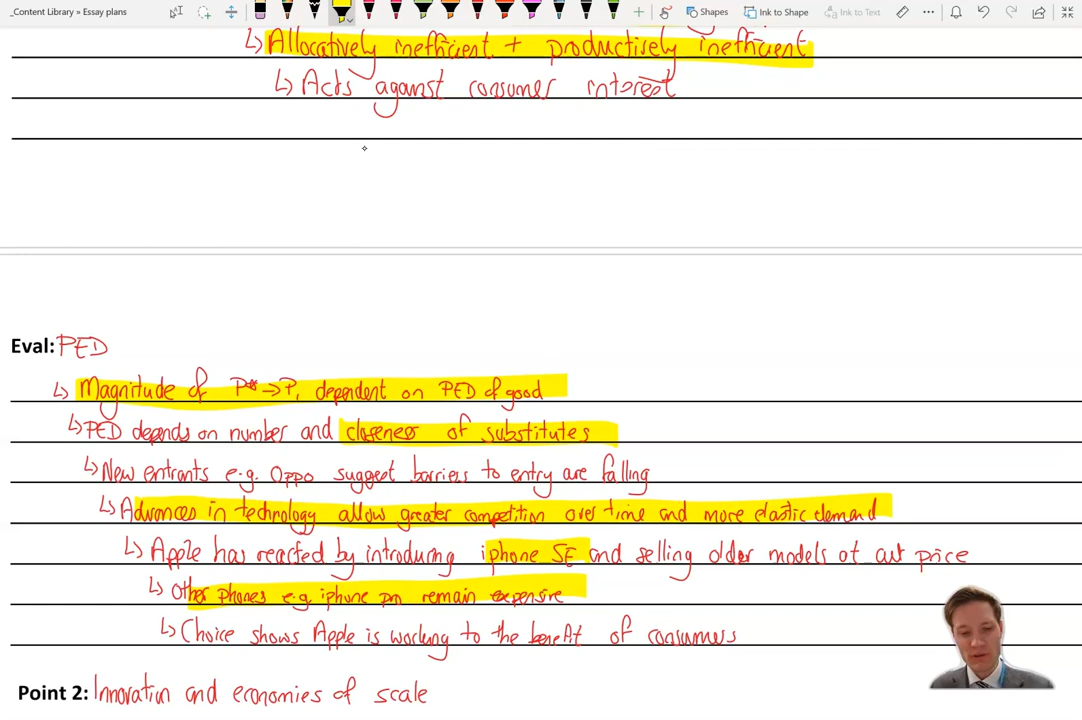 _Content Library » Essay plans
Shapes
Ink to Shape
Ink to Text
↳ Allocatively inefficient + productively inefficient
↳ Acts against consumer interest
Eval: PED
↳ Magnitude of P* → P, dependent on PED of good
↳ PED depends on number and closeness of substitutes
↳ New entrants e.g. OPPO suggest barriers to entry are falling
↳ Advances in technology allow greater competition over time and more elastic demand
↳ Apple has reacted by introducing iphone SE and selling older models at cut price
↳ Other phones e.g iphone remain expensive
↳ Choice shows Apple is working to the benefit of consumers
Point 2: Innovation and economies of scale